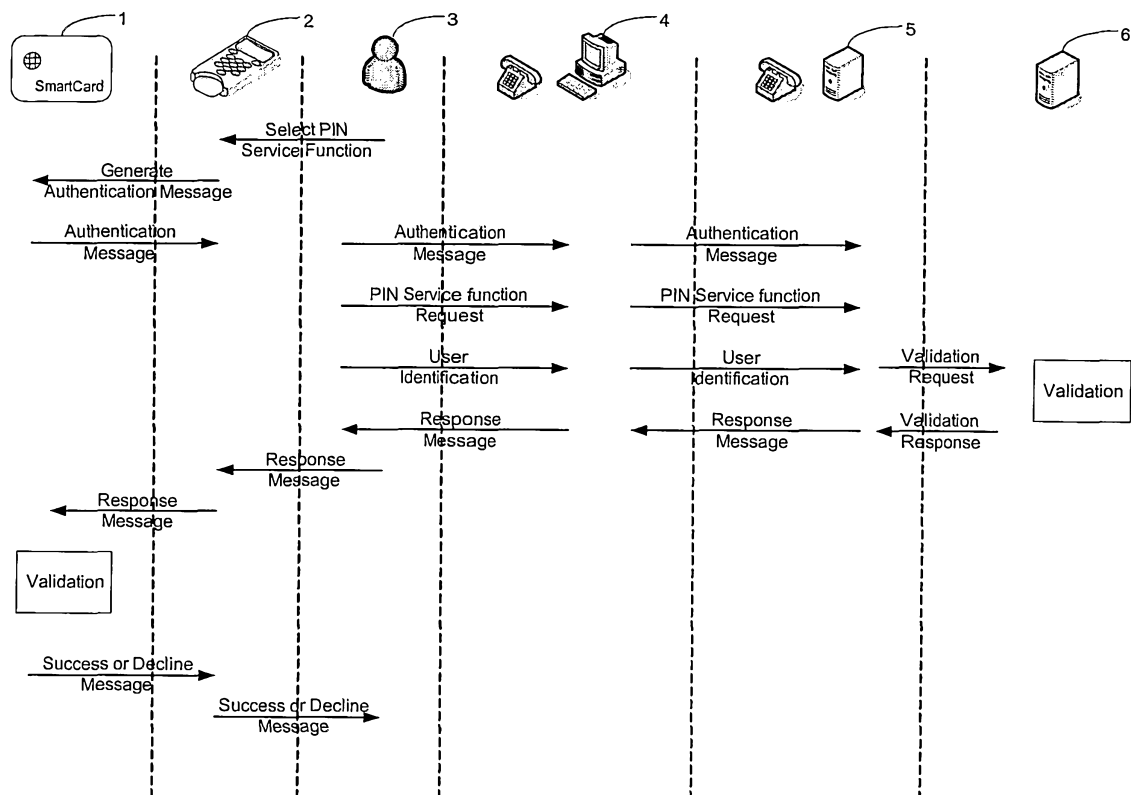 1
2
3
4
5
6
SmartCard
Select PIN
Service Function
Generate
Authentication Message
Authentication
Message
Authentication
Message
Authentication
Message
PIN Service function
Request
PIN Service function
Request
User
Identification
User
Identification
Validation
Request
Validation
Response
Message
Response
Message
Validation
Response
Response
Message
Response
Message
Validation
Success or Decline
Message
Success or Decline
Message